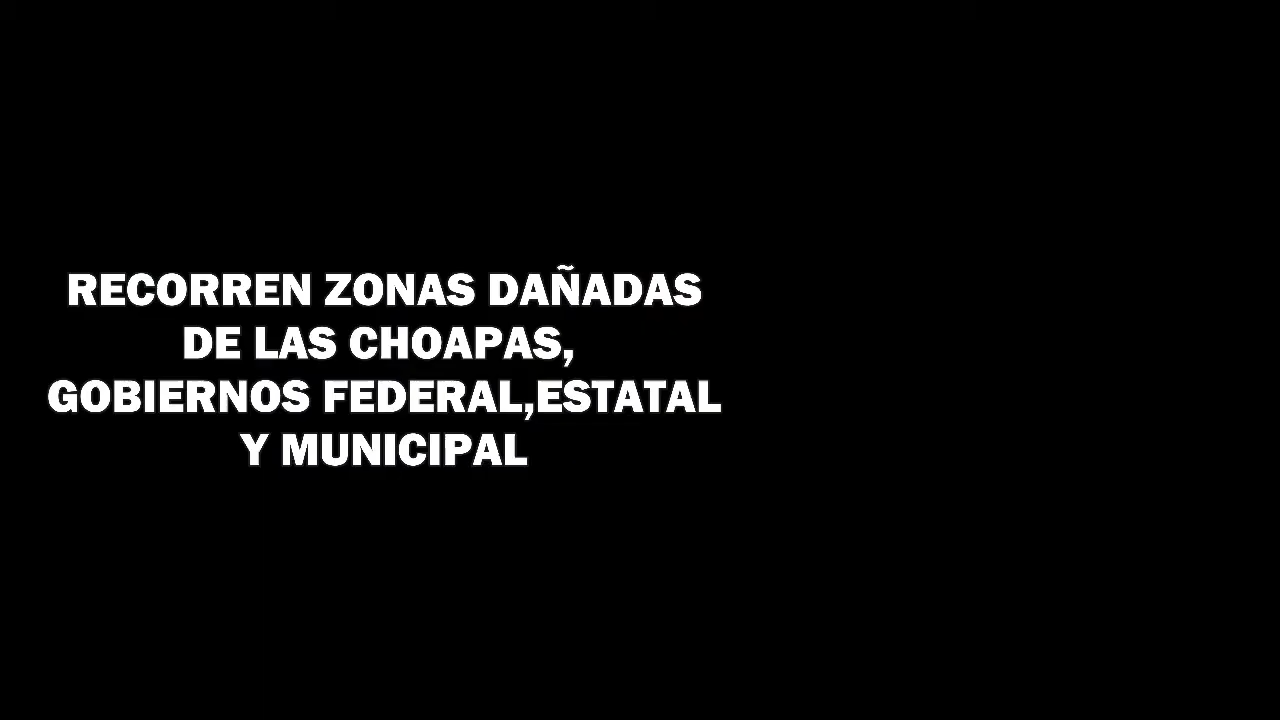 RECORREN ZONAS DAÑADAS
DE LAS CHOAPAS,
GOBIERNOS FEDERAL,ESTATAL
Y MUNICIPAL